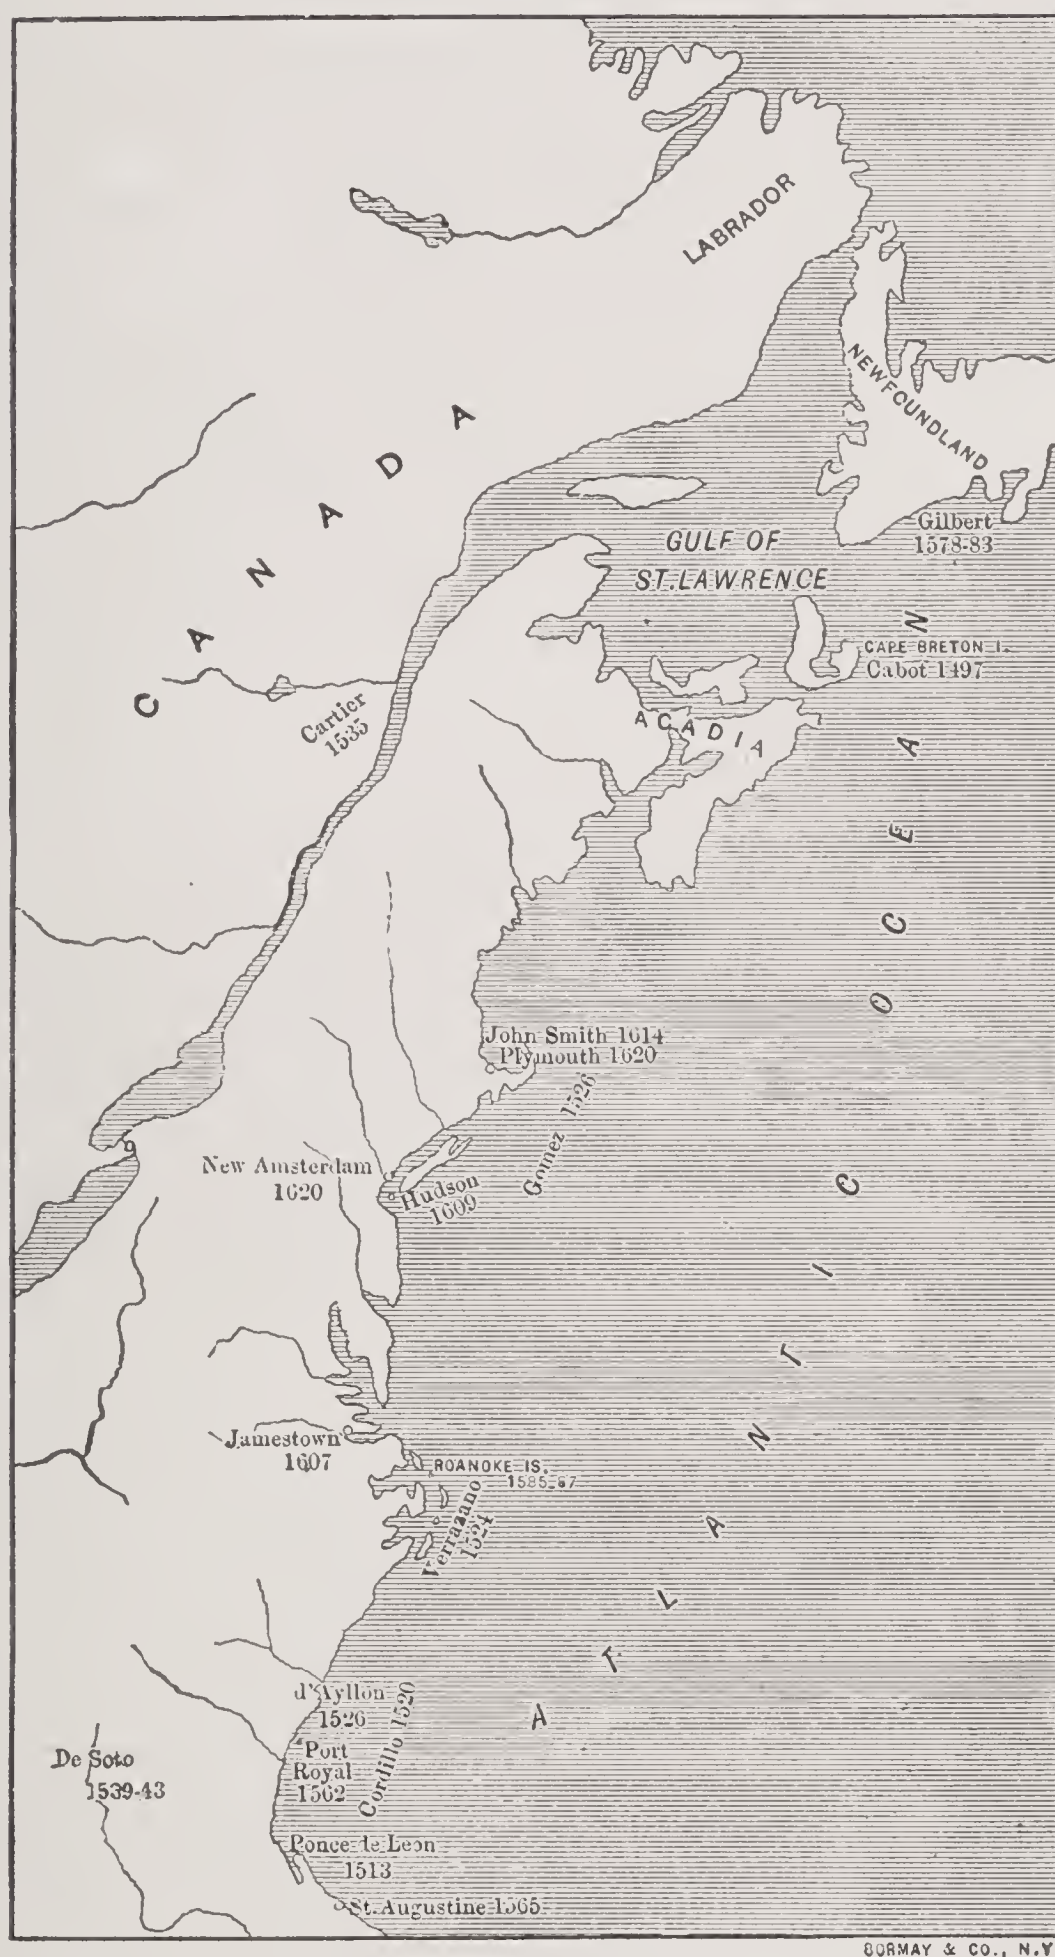 LABRADOR
NEWFOUNDLAND
CANADA
Gilbert
1578-83
GULF OF
ST. LAWRENCE
CAPE BRETON I.
Cabot 1497
ACADIA
Cartier
1535
ATLANTIC OCEAN
John Smith 1614
Plymouth 1620
Gomez 1526
New Amsterdam
1620
Hudson
1609
Jamestown
1607
ROANOKE IS.
1585-87
Verrazano
1524
d'Ayllon
1526
Cordillo 1520
Port
Royal
1562
De Soto
1539-43
Ponce de Leon
1513
St. Augustine 1565
BORMAY & CO., N.Y.